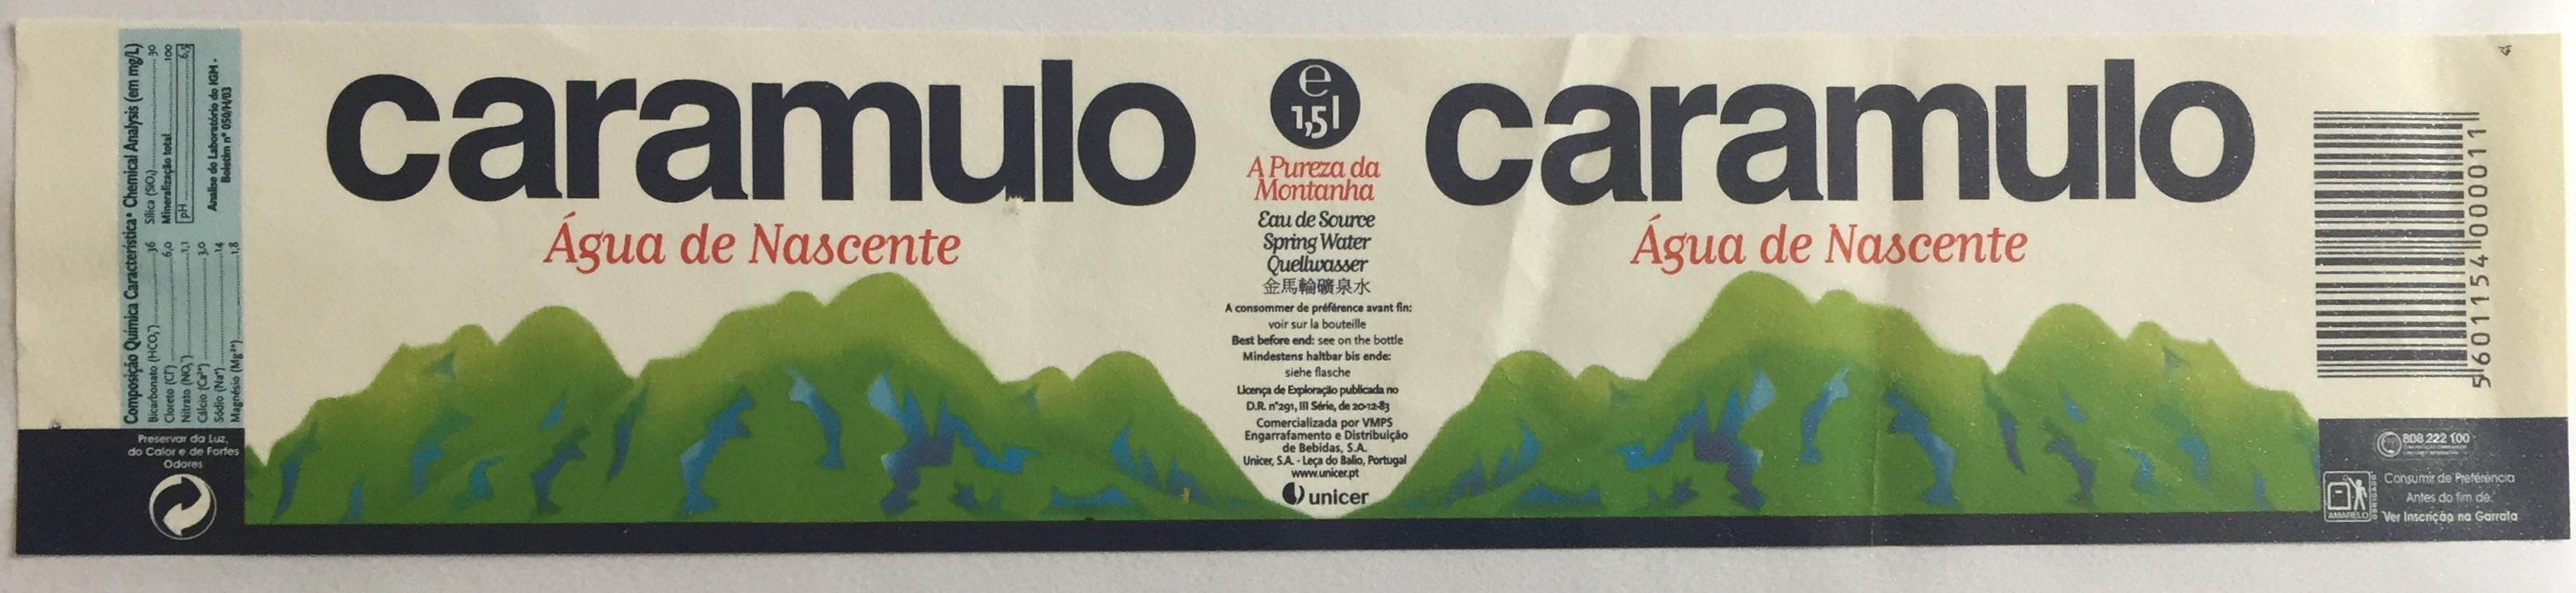 Composição Química Característica* Chemical Analysis (em mg/L)
Bicarbonato (HCO₃⁻) 36
Cloreto (Cl⁻) 6,0
Nitrato (NO₃⁻) 1,1
Cálcio (Ca²⁺) 3,0
Sódio (Na⁺) 14
Magnésio (Mg²⁺) 1,8
Sílica (SiO₂) 30
Mineralização total 100
pH 6,3
Analise do Laboratório do IGM -
Boletim nº 050/H/03
Preservar da Luz,
do Calor e de Fortes
Odores
caramulo
Água de Nascente
e
1,5l
A Pureza da
Montanha
Eau de Source
Spring Water
Quellwasser
金馬輪礦泉水
A consommer de préférence avant fin:
voir sur la bouteille
Best before end: see on the bottle
Mindestens haltbar bis ende:
siehe flasche
Licença de Exploração publicada no
D.R. nº291, III Série, de 20-12-83
Comercializada por VMPS
Engarrafamento e Distribuição
de Bebidas, S.A.
Unicer, S.A. - Leça do Balio, Portugal
www.unicer.pt
unicer
caramulo
Água de Nascente
5 601154 000011
808 222 100
AMARELO
OBRIGADO
Consumir de Preferência
Antes do fim de:
Ver Inscrição na Garrafa